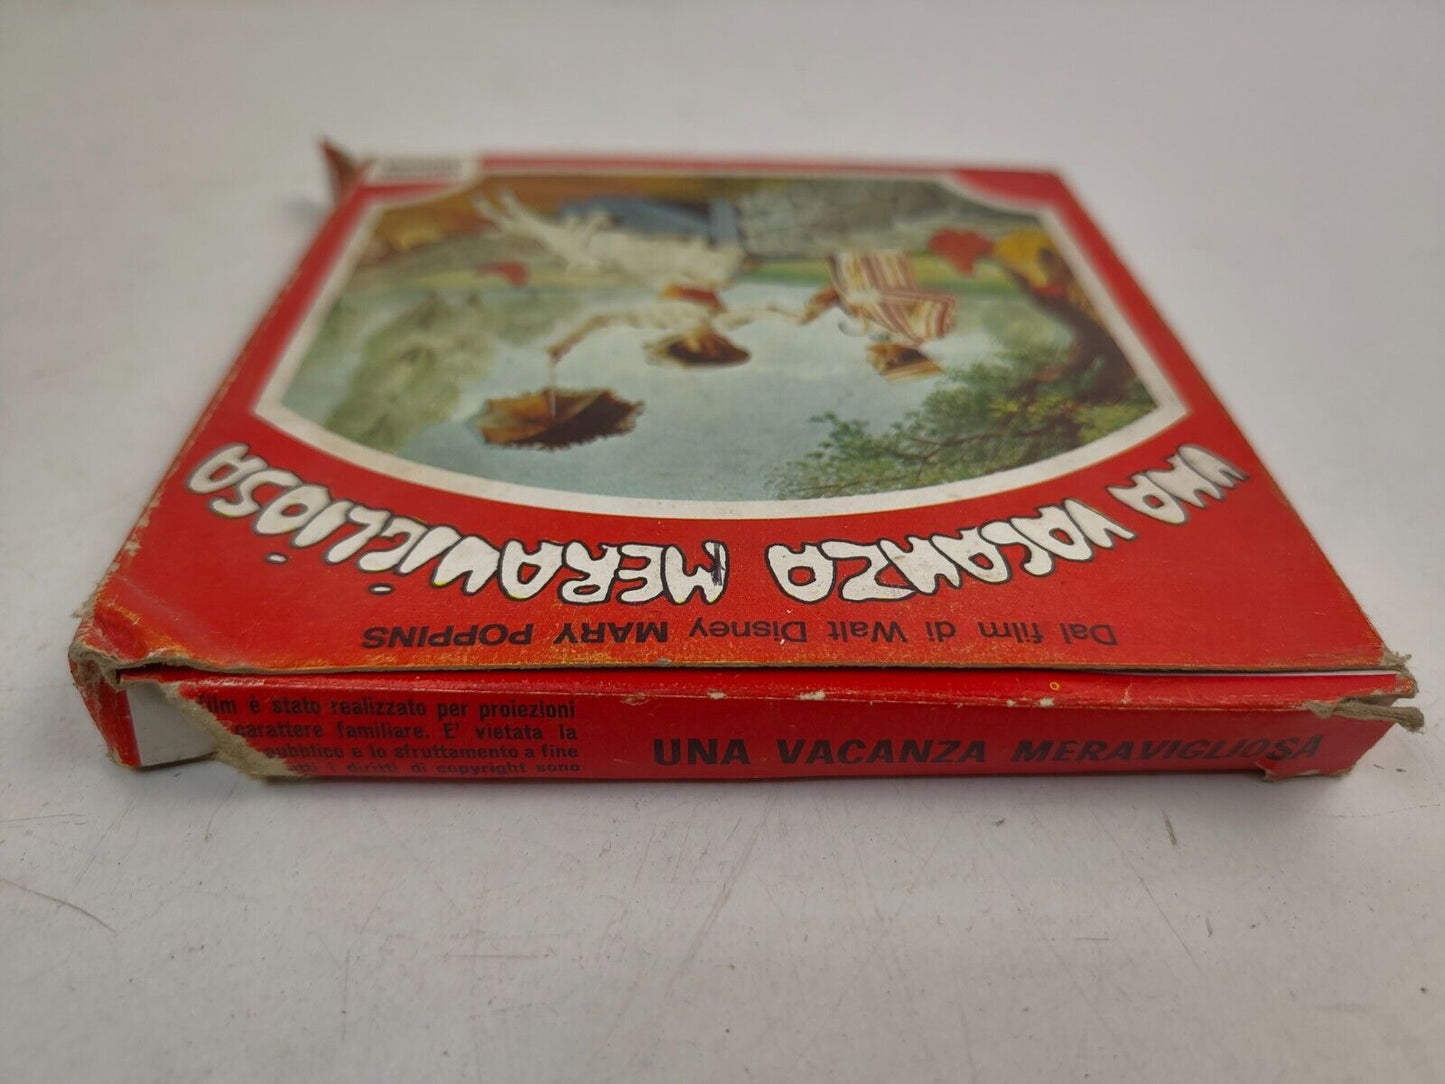 UNA VACANZA MERAVIGLIOSA
Dal film di Walt Disney MARY POPPINS
film è stato realizzato per proiezioni
carattere familiare. E' vietata la
pubblico e lo sfruttamento a fine
i diritti di copyright sono
UNA VACANZA MERAVIGLIOSA